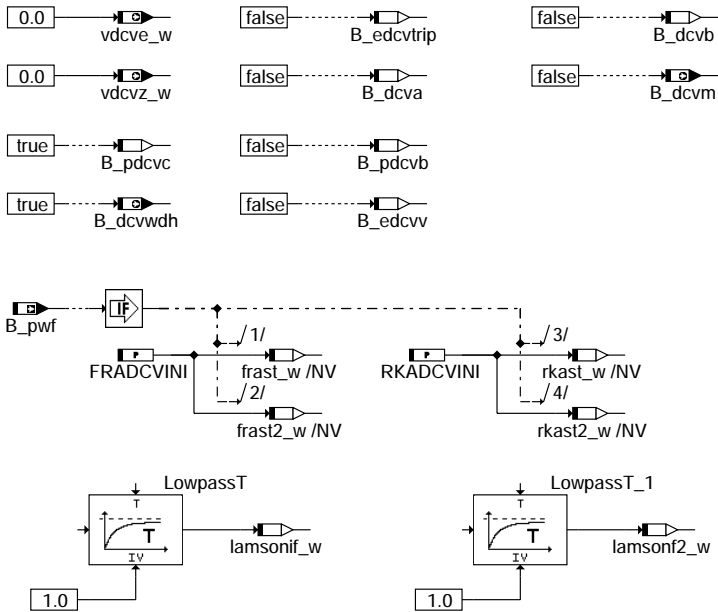 0.0
vdcve_w
false
B_edcvtrip
false
B_dcvb
0.0
vdcvz_w
false
B_dcva
false
B_dcvm
true
B_pdcvc
false
B_pdcvb
true
B_dcvwdh
false
B_edcvv
B_pwf
IF
1/
3/
P
FRADCVINI
frast_w /NV
P
RKADCVINI
rkast_w /NV
2/
4/
frast2_w /NV
rkast2_w /NV
LowpassT
LowpassT_1
T
T
T
lamsonif_w
T
lamsonf2_w
IV
IV
1.0
1.0